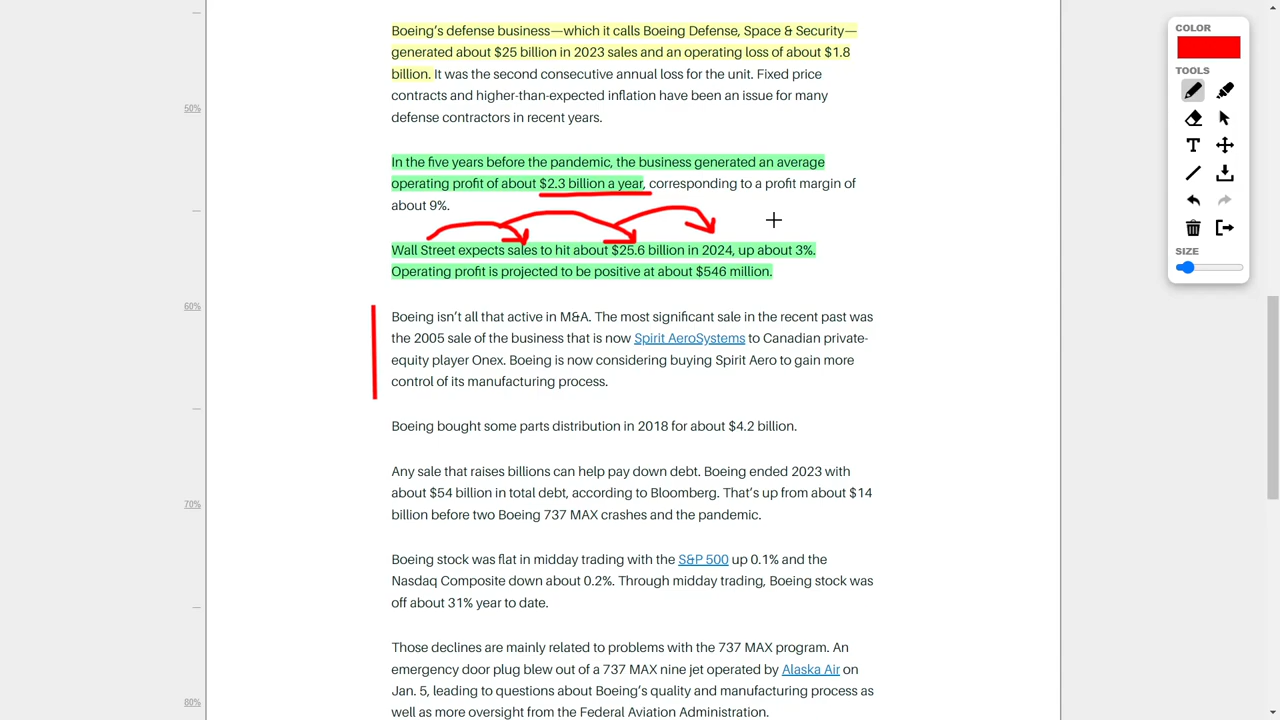 Boeing’s defense business—which it calls Boeing Defense, Space & Security—
generated about $25 billion in 2023 sales and an operating loss of about $1.8
billion. It was the second consecutive annual loss for the unit. Fixed price
contracts and higher-than-expected inflation have been an issue for many
defense contractors in recent years.
In the five years before the pandemic, the business generated an average
operating profit of about $2.3 billion a year, corresponding to a profit margin of
about 9%.
Wall Street expects sales to hit about $25.6 billion in 2024, up about 3%.
Operating profit is projected to be positive at about $546 million.
Boeing isn’t all that active in M&A. The most significant sale in the recent past was
the 2005 sale of the business that is now Spirit AeroSystems to Canadian private-
equity player Onex. Boeing is now considering buying Spirit Aero to gain more
control of its manufacturing process.
Boeing bought some parts distribution in 2018 for about $4.2 billion.
Any sale that raises billions can help pay down debt. Boeing ended 2023 with
about $54 billion in total debt, according to Bloomberg. That’s up from about $14
billion before two Boeing 737 MAX crashes and the pandemic.
Boeing stock was flat in midday trading with the S&P 500 up 0.1% and the
Nasdaq Composite down about 0.2%. Through midday trading, Boeing stock was
off about 31% year to date.
Those declines are mainly related to problems with the 737 MAX program. An
emergency door plug blew out of a 737 MAX nine jet operated by Alaska Air on
Jan. 5, leading to questions about Boeing’s quality and manufacturing process as
well as more oversight from the Federal Aviation Administration.
50%
60%
70%
80%
COLOR
TOOLS
T
SIZE